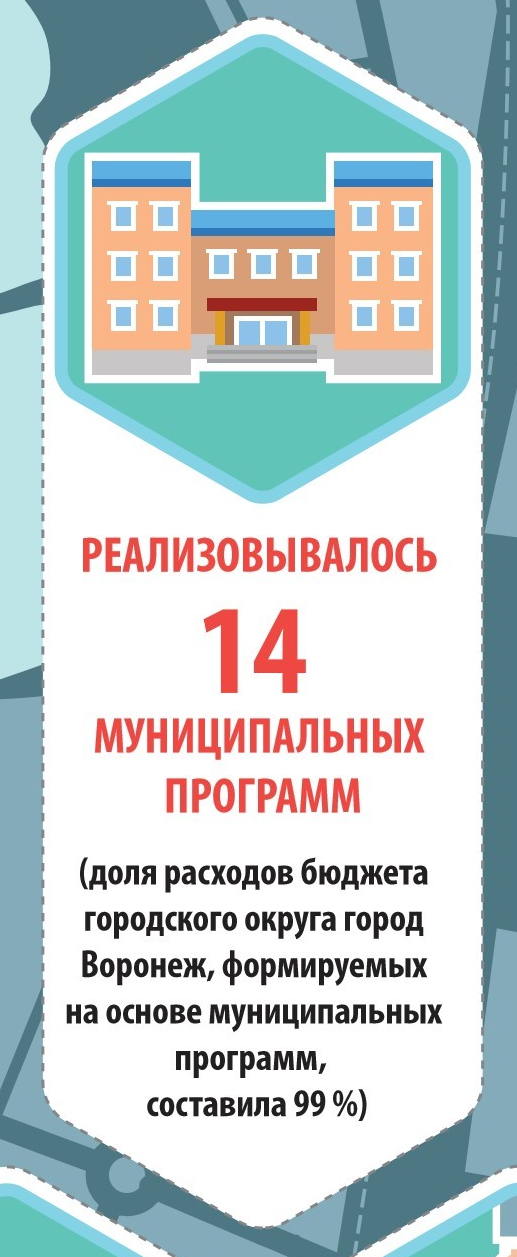 РЕАЛИЗОВЫВАЛОСЬ
14
МУНИЦИПАЛЬНЫХ
ПРОГРАММ
(доля расходов бюджета
городского округа город
Воронеж, формируемых
на основе муниципальных
программ,
составила 99 %)